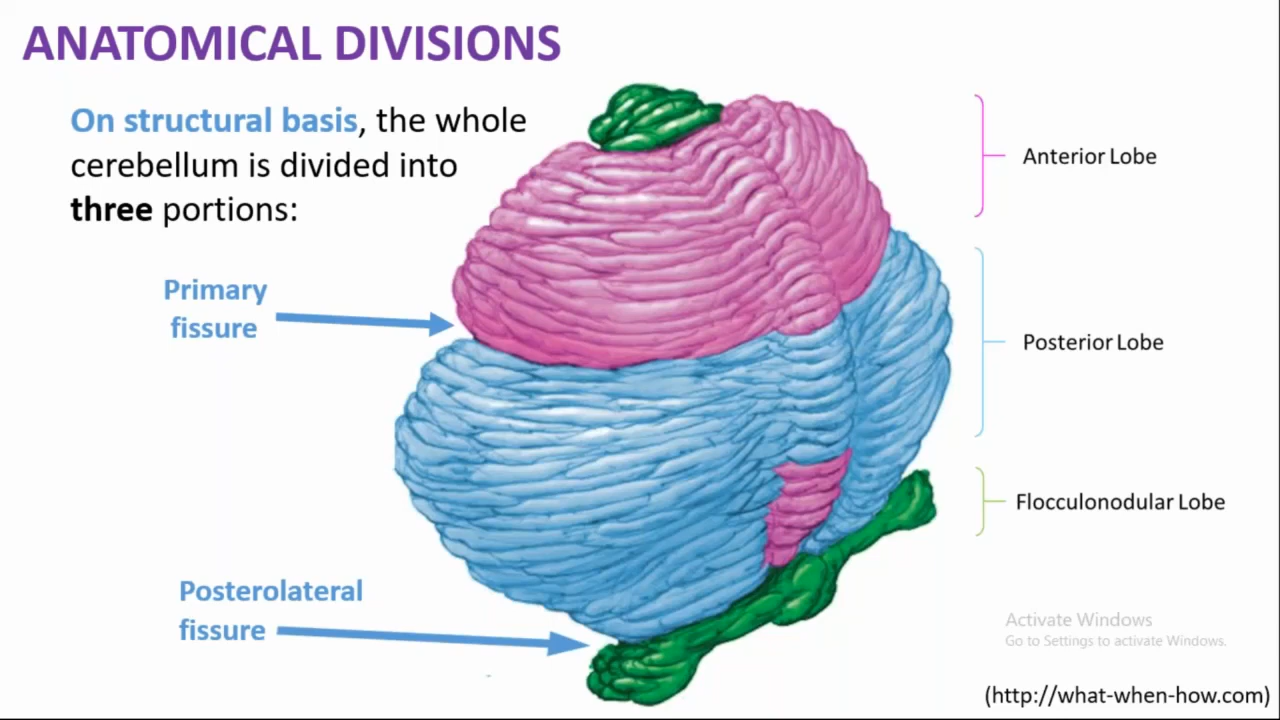 ANATOMICAL DIVISIONS
On structural basis, the whole
cerebellum is divided into
three portions:
Primary
fissure
Posterolateral
fissure
Anterior Lobe
Posterior Lobe
Flocculonodular Lobe
Activate Windows
Go to Settings to activate Windows.
(http://what-when-how.com)